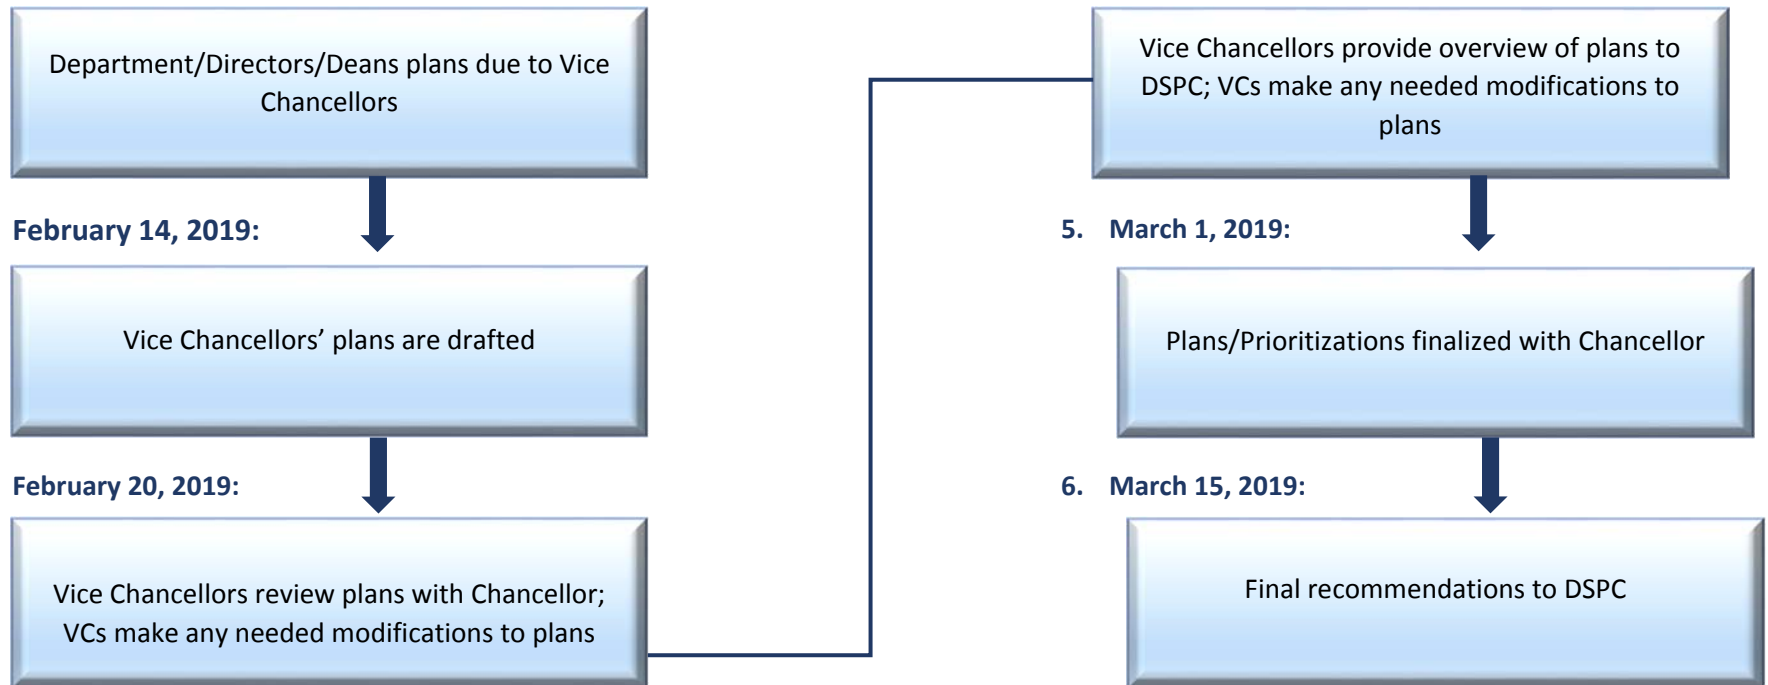 Department/Directors/Deans plans due to Vice
Chancellors
February 14, 2019:
Vice Chancellors’ plans are drafted
February 20, 2019:
Vice Chancellors review plans with Chancellor;
VCs make any needed modifications to plans
Vice Chancellors provide overview of plans to
DSPC; VCs make any needed modifications to
plans
5. March 1, 2019:
Plans/Prioritizations finalized with Chancellor
6. March 15, 2019:
Final recommendations to DSPC